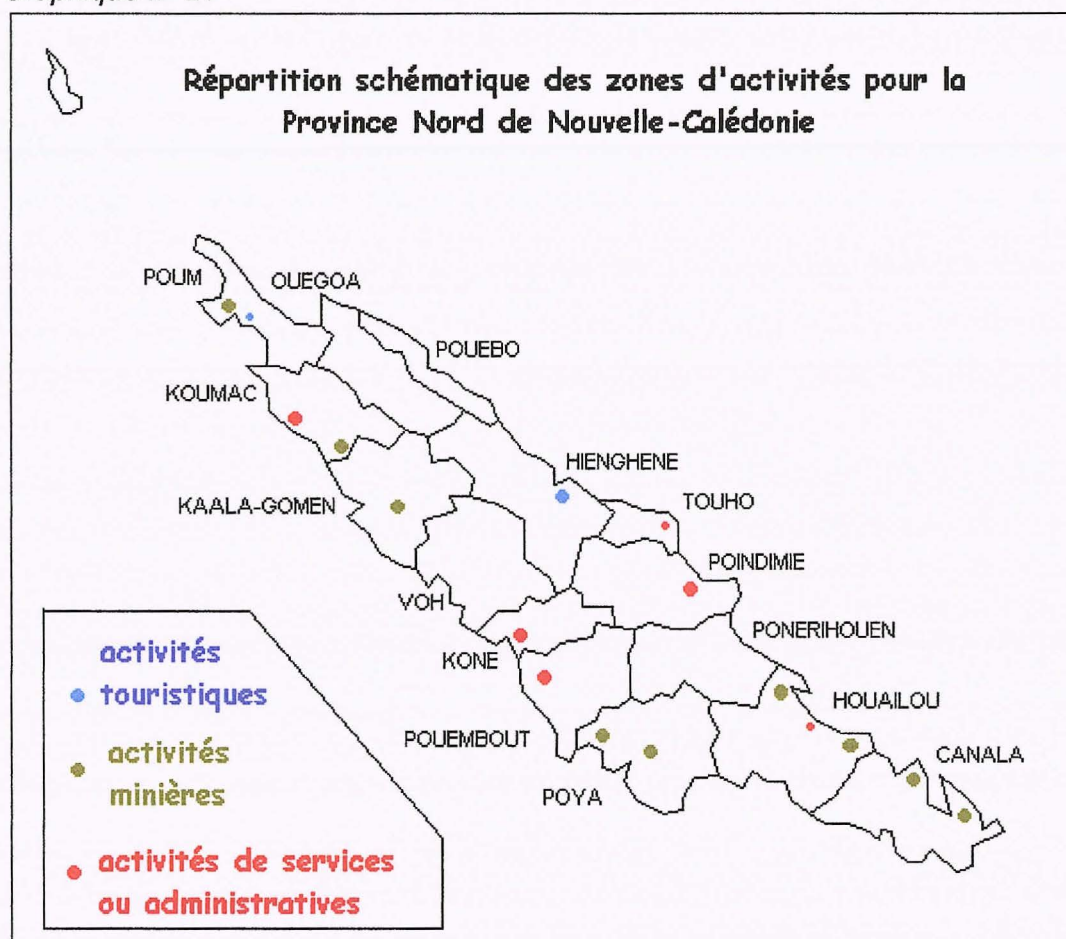 Répartition schématique des zones d'activités pour la
Province Nord de Nouvelle-Calédonie
POUM
OUEGOA
POUEBO
KOUMAC
HIENGHENE
KAALA-GOMEN
TOUHO
POINDIMIE
VOH
PONERIHOUEN
KONE
HOUAILOU
POUEMBOUT
CANALA
POYA
activités
touristiques
activités
minières
activités de services
ou administratives